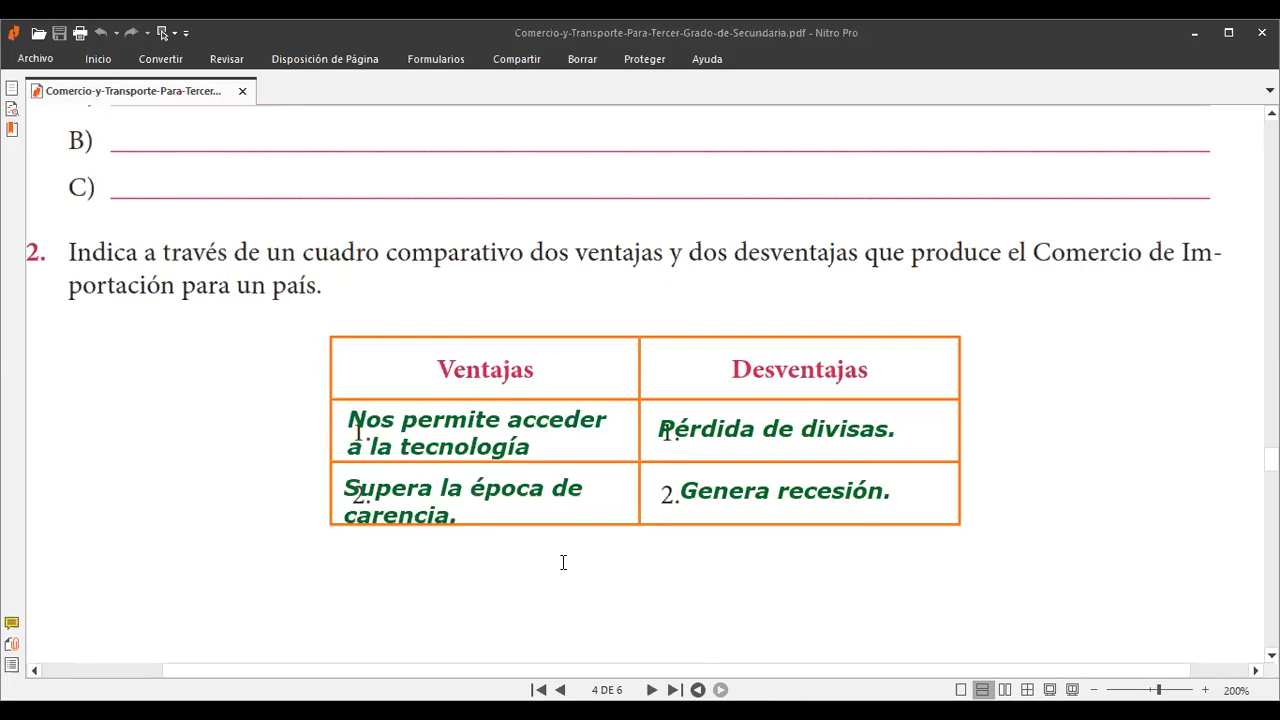 Comercio-y-Transporte-Para-Tercer-Grado-de-Secundaria.pdf - Nitro Pro
Archivo Inicio Convertir Revisar Disposición de Página Formularios Compartir Borrar Proteger Ayuda
Comercio-y-Transporte-Para-Tercer...
B)
C)
2. Indica a través de un cuadro comparativo dos ventajas y dos desventajas que produce el Comercio de Im-
portación para un país.
Ventajas Desventajas
1. Nos permite acceder
a la tecnología
1. Pérdida de divisas.
2. Supera la época de
carencia.
2. Genera recesión.
4 DE 6
200%